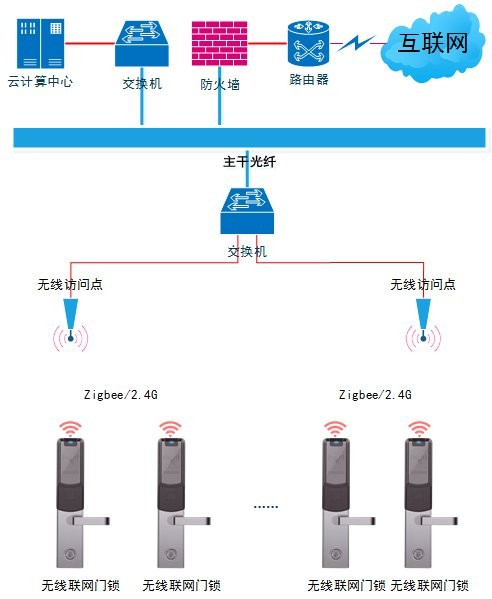 互联网
云计算中心
交换机
防火墙
路由器
主干光纤
交换机
无线访问点
无线访问点
Zigbee/2.4G
Zigbee/2.4G
......
无线联网门锁
无线联网门锁
无线联网门锁
无线联网门锁